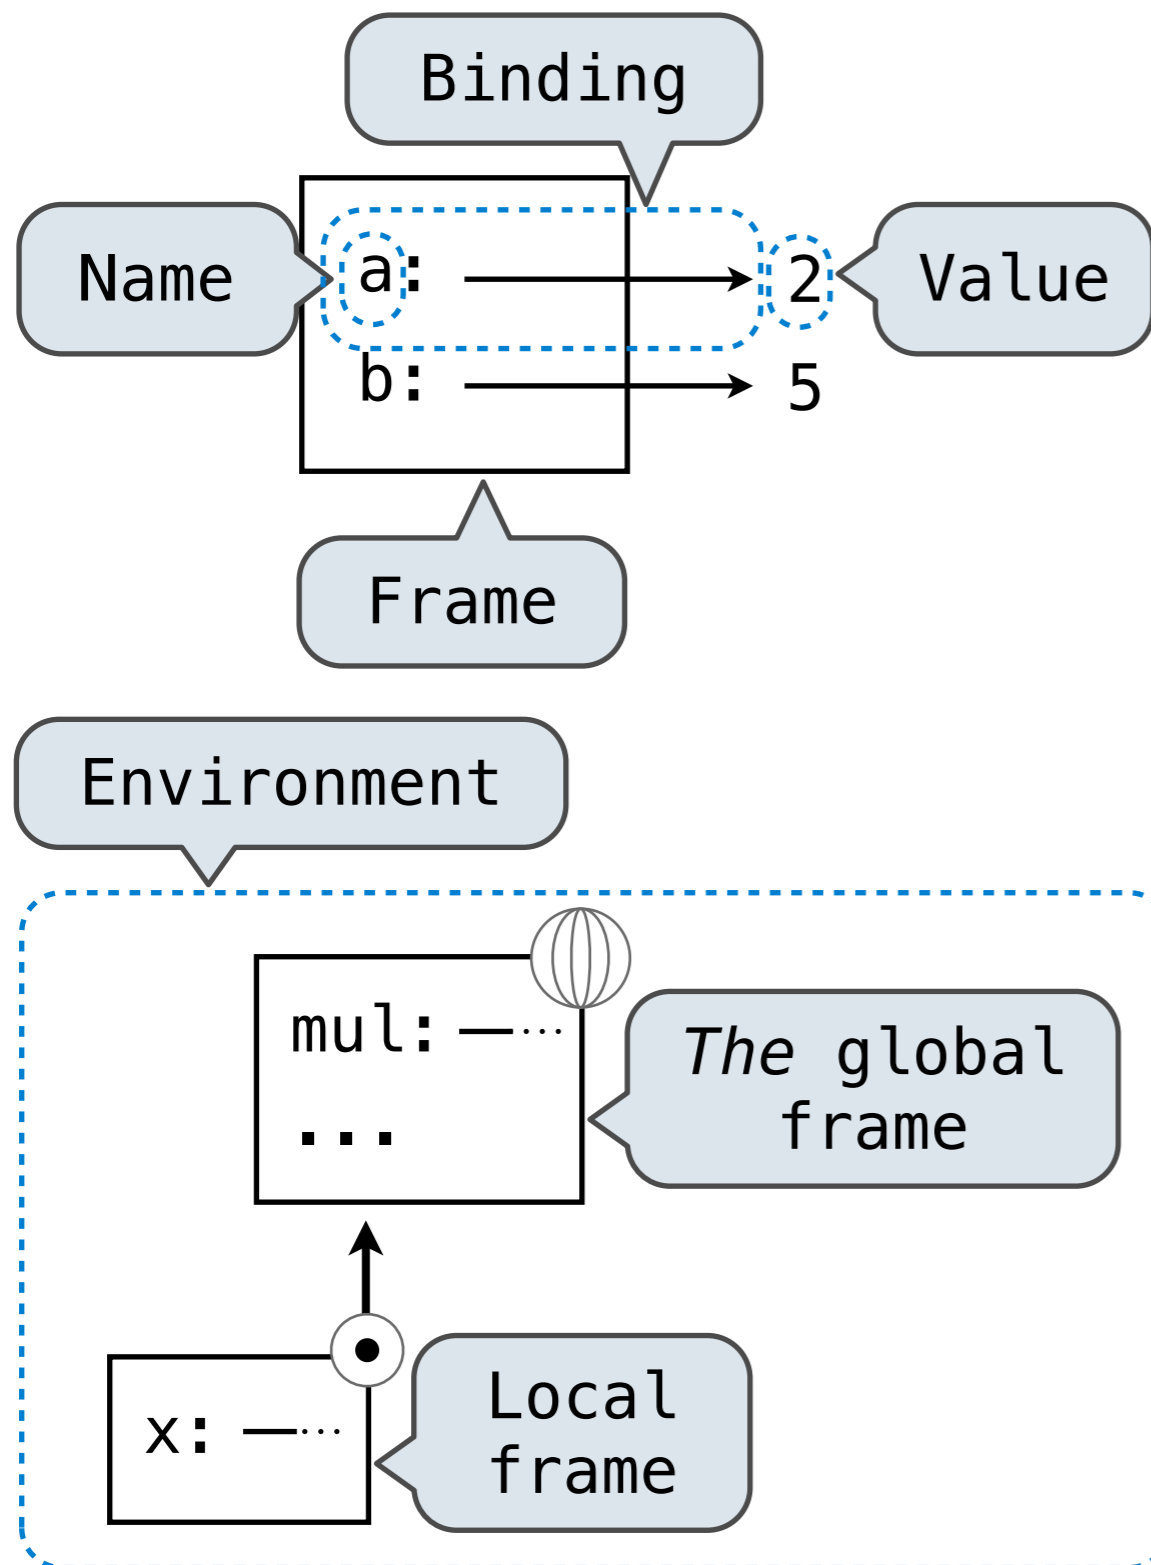 Binding
Name
a:
2
Value
b:
5
Frame
Environment
mul: ...
The global
frame
...
x: ...
Local
frame